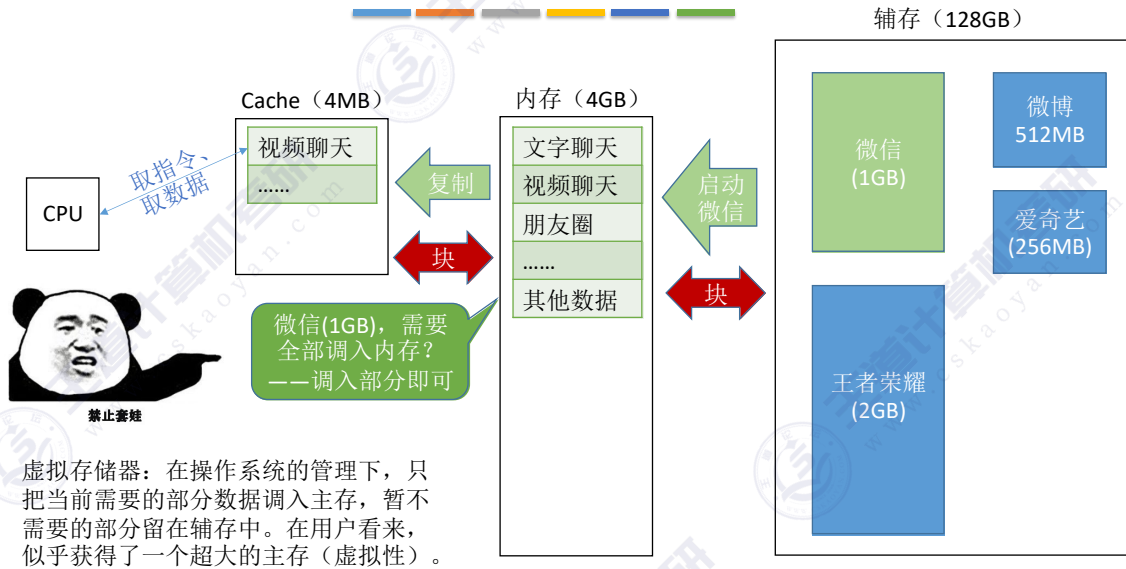 辅存（128GB）
Cache（4MB）
内存（4GB）
视频聊天
……
文字聊天
视频聊天
朋友圈
……
其他数据
微信
(1GB)
微博
512MB
爱奇艺
(256MB)
王者荣耀
(2GB)
CPU
取指令、
取数据
复制
启动
微信
块
块
微信(1GB)，需要
全部调入内存？
——调入部分即可
禁止套娃
虚拟存储器：在操作系统的管理下，只
把当前需要的部分数据调入主存，暂不
需要的部分留在辅存中。在用户看来，
似乎获得了一个超大的主存（虚拟性）。